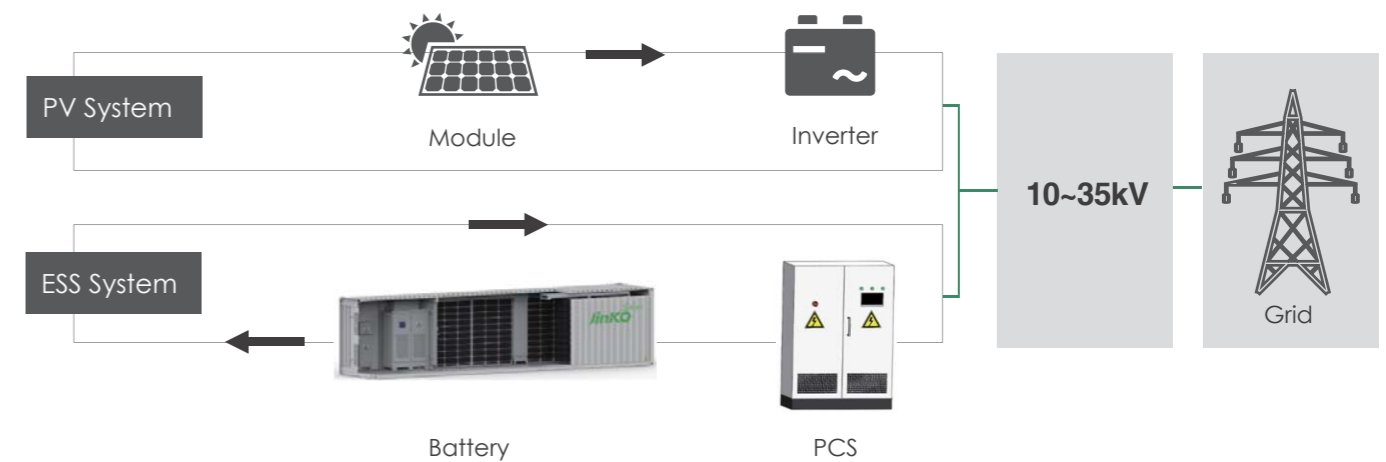 PV System
Module
Inverter
10~35kV
ESS System
JinKO
Grid
Battery
PCS